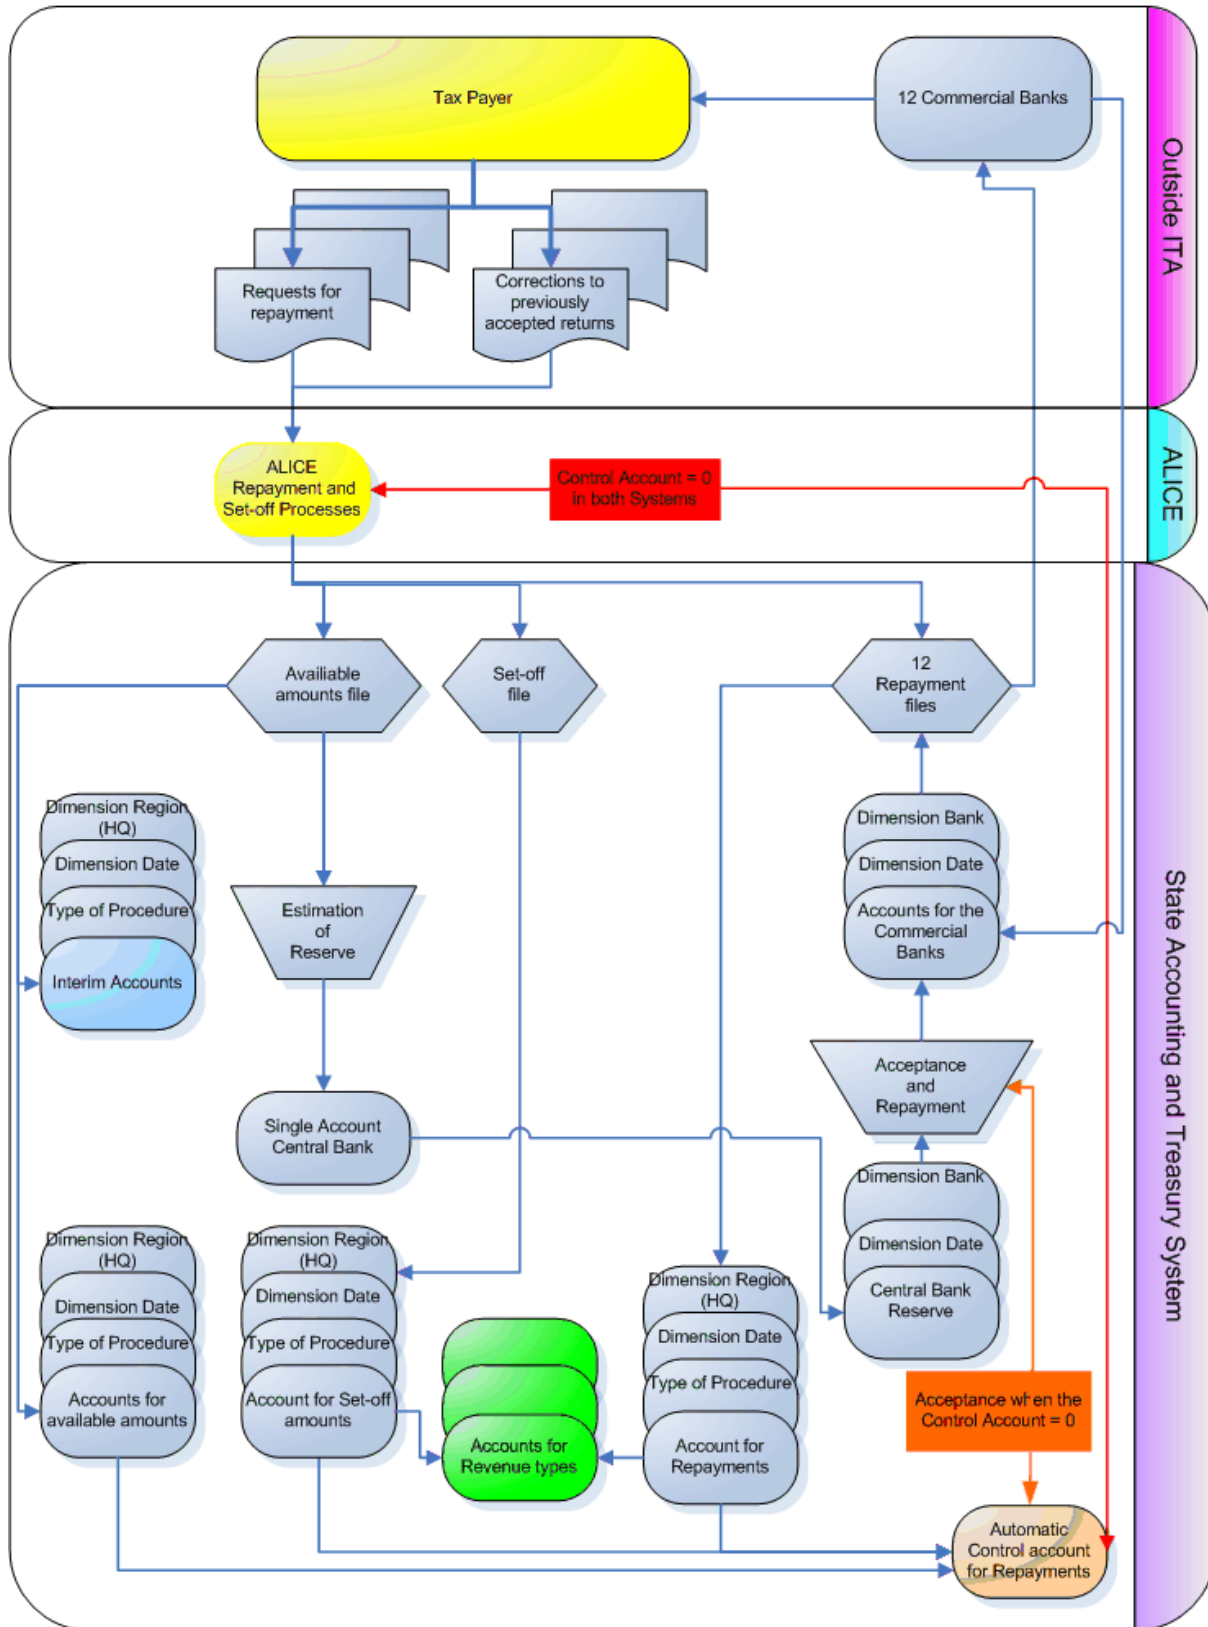 Tax Payer
12 Commercial Banks
Outside ITA
Requests for
repayment
Corrections to
previously
accepted returns
ALICE
Repayment and
Set-off Processes
Control Account = 0
in both Systems
ALICE
Availiable
amounts file
Set-off
file
12
Repayment
files
State Accounting and Treasury System
Dimension Region
(HQ)
Dimension Date
Type of Procedure
Interim Accounts
Estimation
of
Reserve
Dimension Bank
Dimension Date
Accounts for the
Commercial
Banks
Acceptance
and
Repayment
Single Account
Central Bank
Dimension Bank
Dimension Date
Central Bank
Reserve
Dimension Region
(HQ)
Dimension Date
Type of Procedure
Accounts for
available amounts
Dimension Region
(HQ)
Dimension Date
Type of Procedure
Account for Set-off
amounts
Accounts for
Revenue types
Dimension Region
(HQ)
Dimension Date
Type of Procedure
Account for
Repayments
Acceptance when the
Control Account = 0
Automatic
Control account
for Repayments